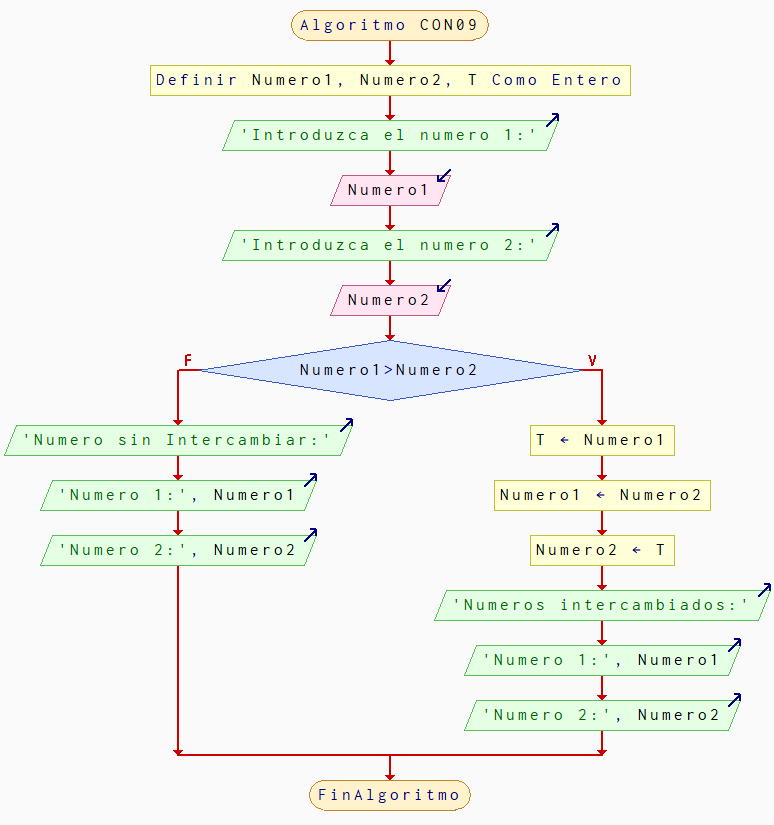 Algoritmo CON09
Definir Numero1, Numero2, T Como Entero
'Introduzca el numero 1:'
Numero1
'Introduzca el numero 2:'
Numero2
Numero1>Numero2
F
V
'Numero sin Intercambiar:'
'Numero 1:', Numero1
'Numero 2:', Numero2
T ← Numero1
Numero1 ← Numero2
Numero2 ← T
'Numeros intercambiados:'
'Numero 1:', Numero1
'Numero 2:', Numero2
FinAlgoritmo